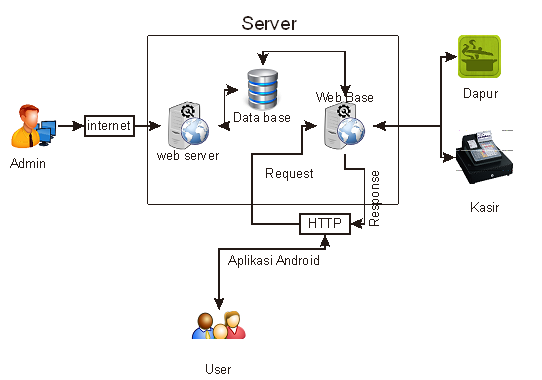 Server
Web Base
Data base
Dapur
internet
web server
Admin
Request
Response
Kasir
HTTP
Aplikasi Android
User